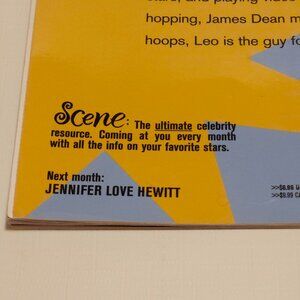 stars, and playing video
hopping, James Dean m
hoops, Leo is the guy fo
Scene: The ultimate celebrity
resource. Coming at you every month
with all the info on your favorite stars.
Next month:
JENNIFER LOVE HEWITT
>>$6.99 U
>>$9.99 CA